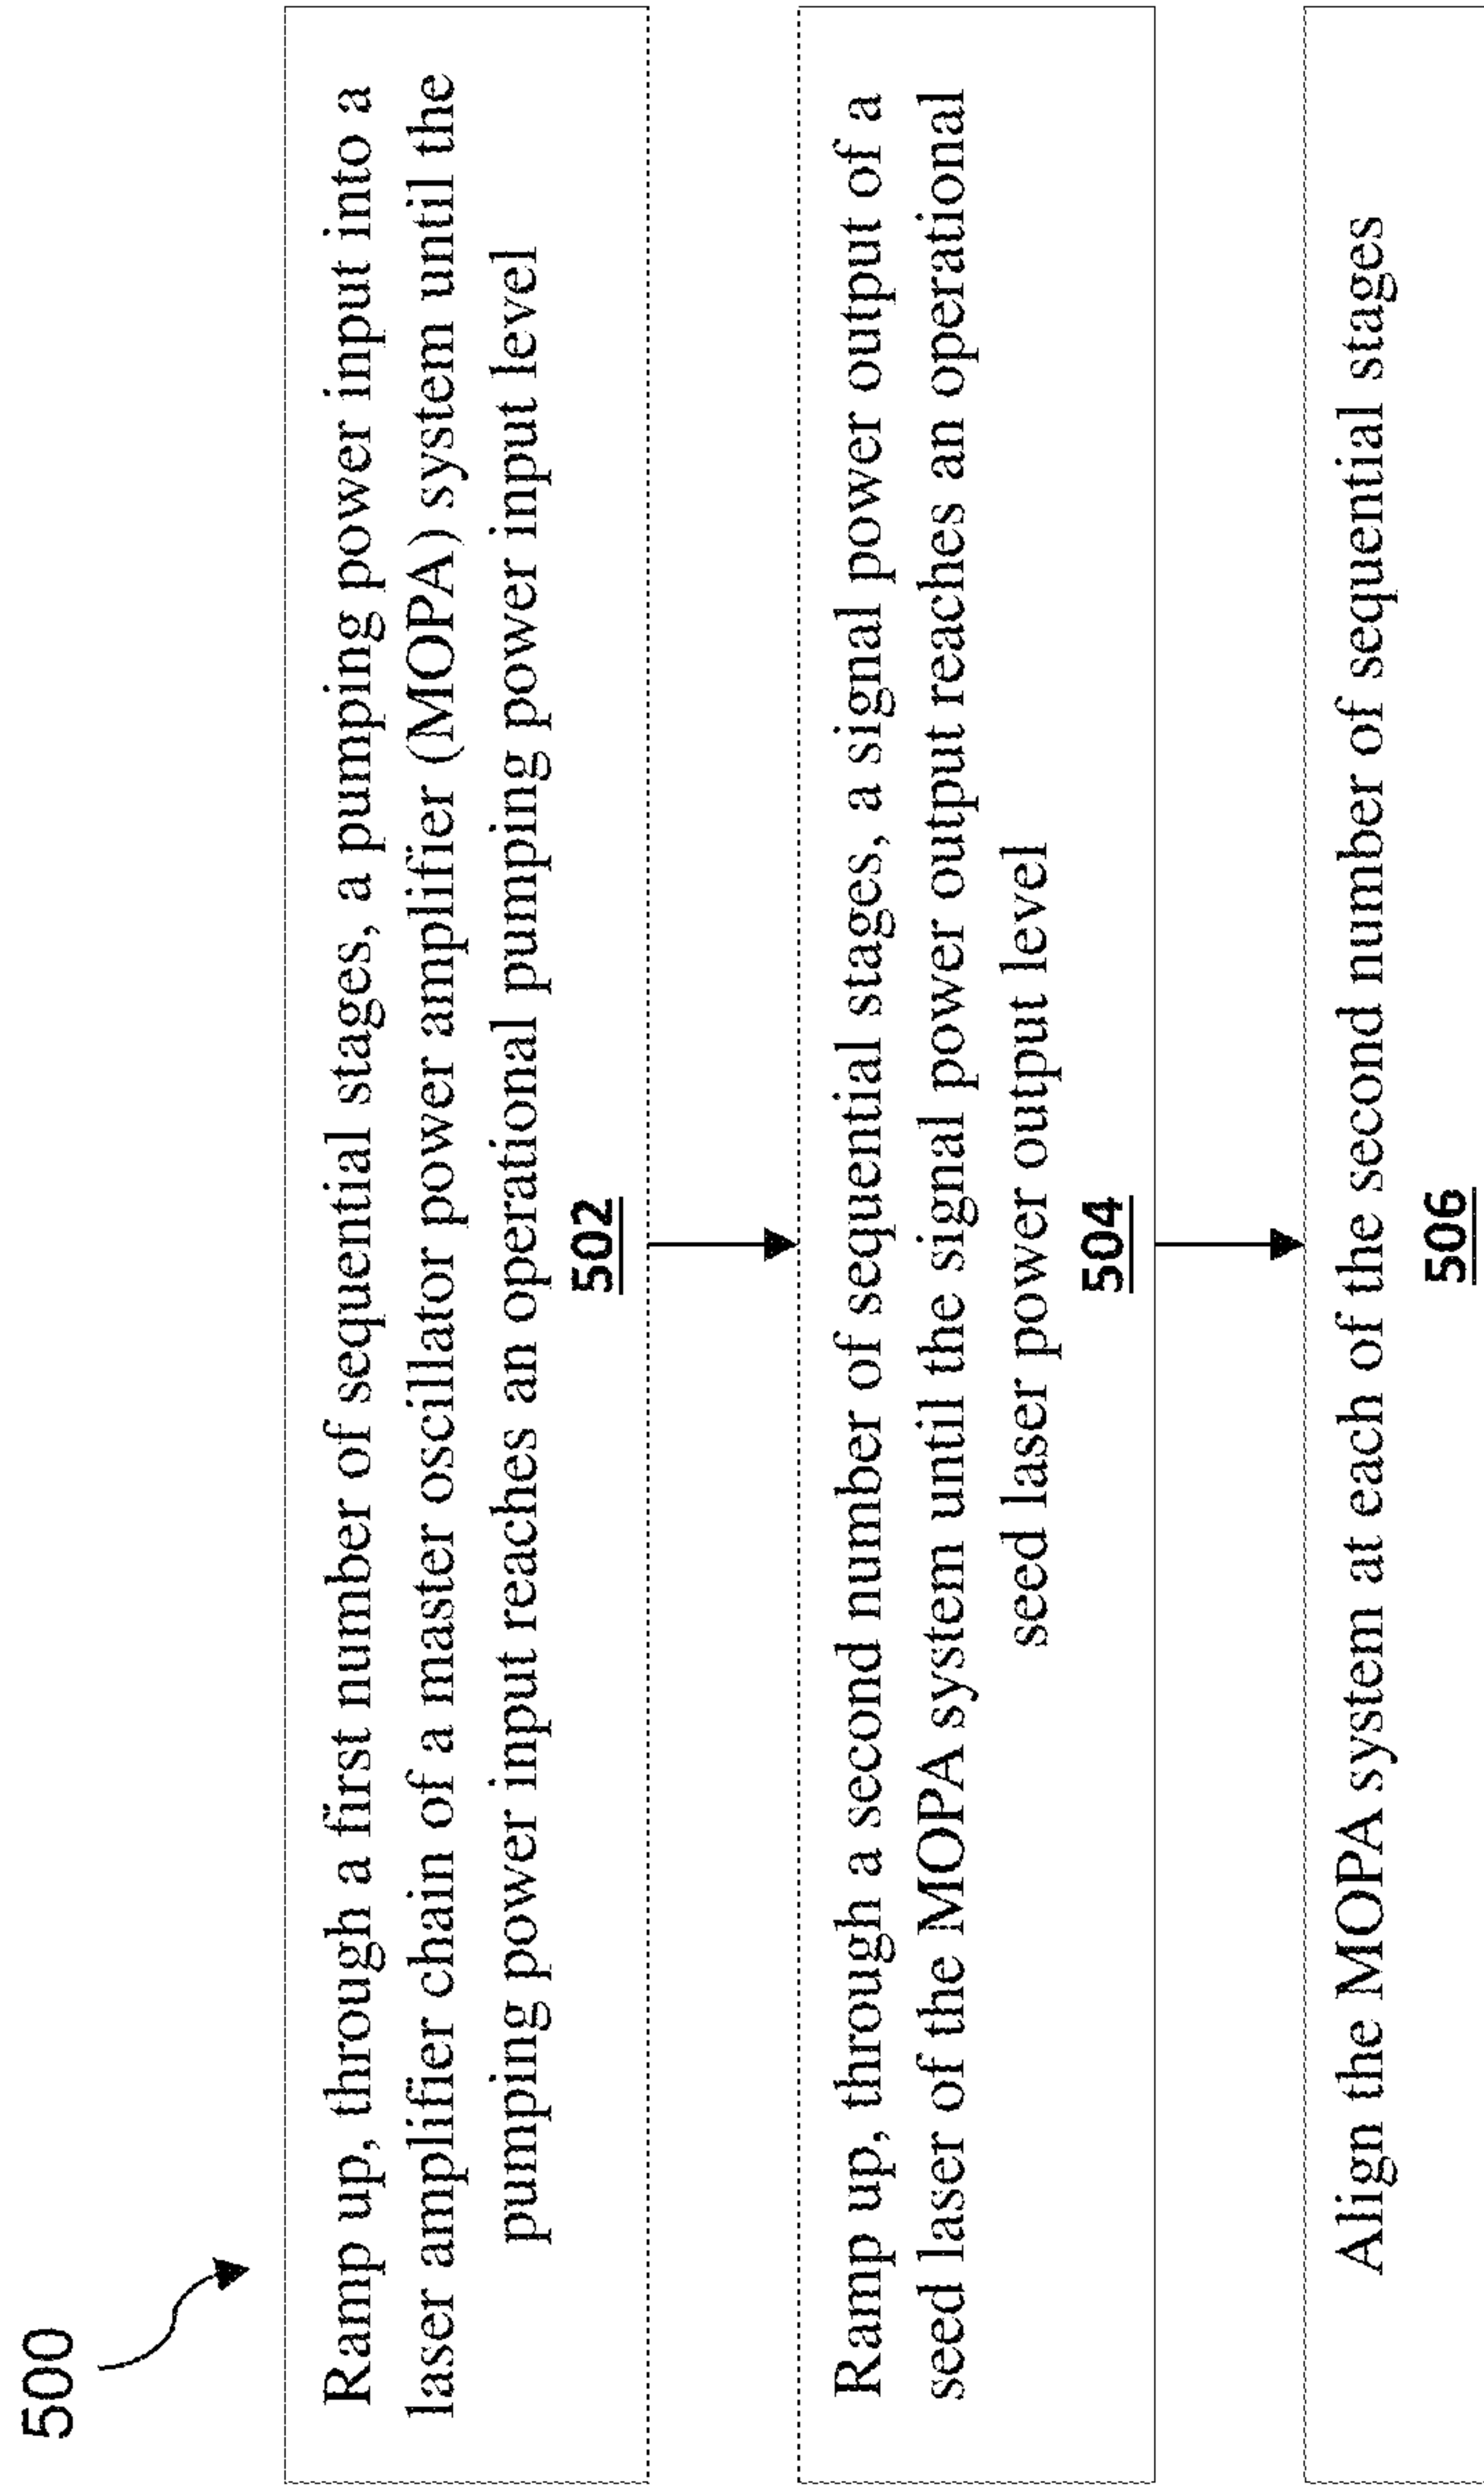 500
Ramp up, through a first number of sequential stages, a pumping power input into a
laser amplifier chain of a master oscillator power amplifier (MOPA) system until the
pumping power input reaches an operational pumping power input level
502
Ramp up, through a second number of sequential stages, a signal power output of a
seed laser of the MOPA system until the signal power output reaches an operational
seed laser power output level
504
Align the MOPA system at each of the second number of sequential stages
506